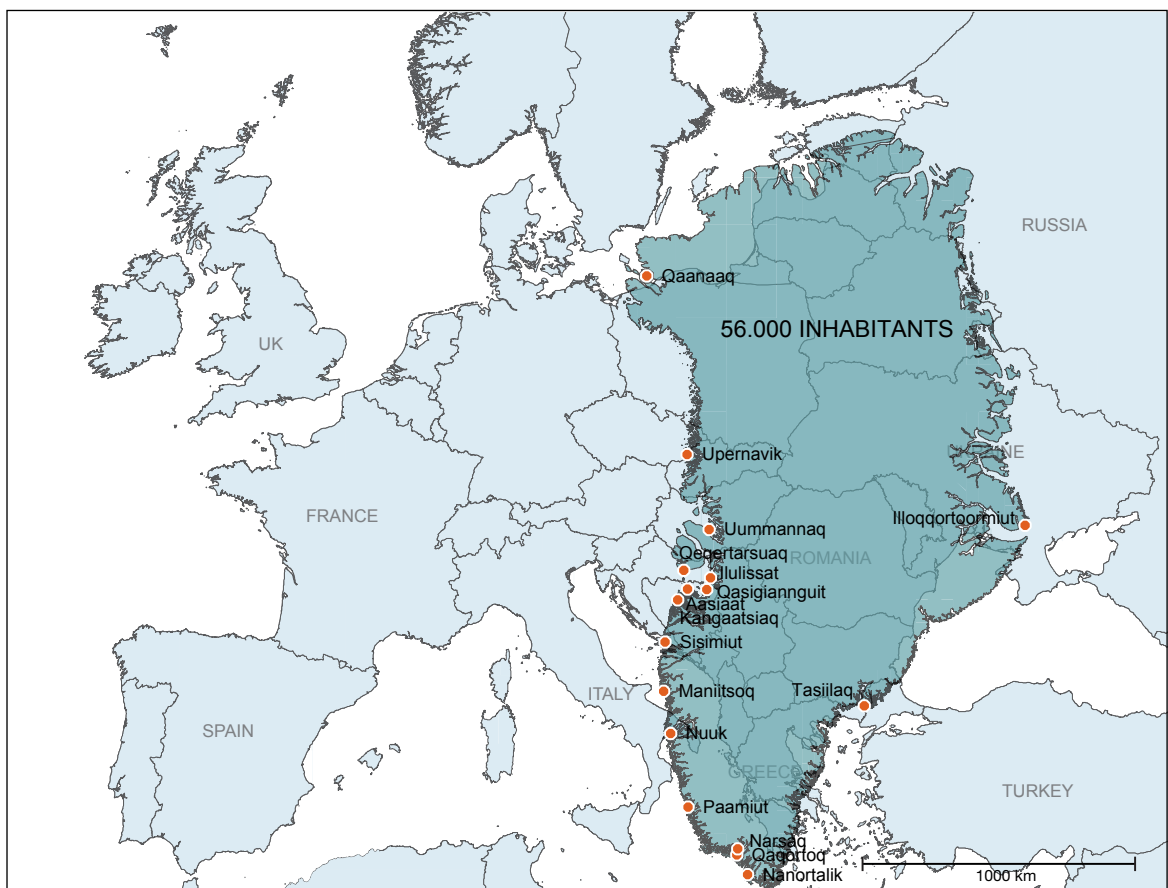 RUSSIA
Qaanaaq
56.000 INHABITANTS
UK
Upernavik
UKRAINE
FRANCE
Illoqqortoormiut
Uummannaq
Qeqertarsuaq
ROMANIA
Ilulissat
Qasigiannguit
Aasiaat
Kangaatsiaq
Sisimiut
ITALY
Maniitsoq
Tasiilaq
SPAIN
Nuuk
GREECE
TURKEY
Paamiut
Narsaq
Qaqortoq
Nanortalik
1000 km